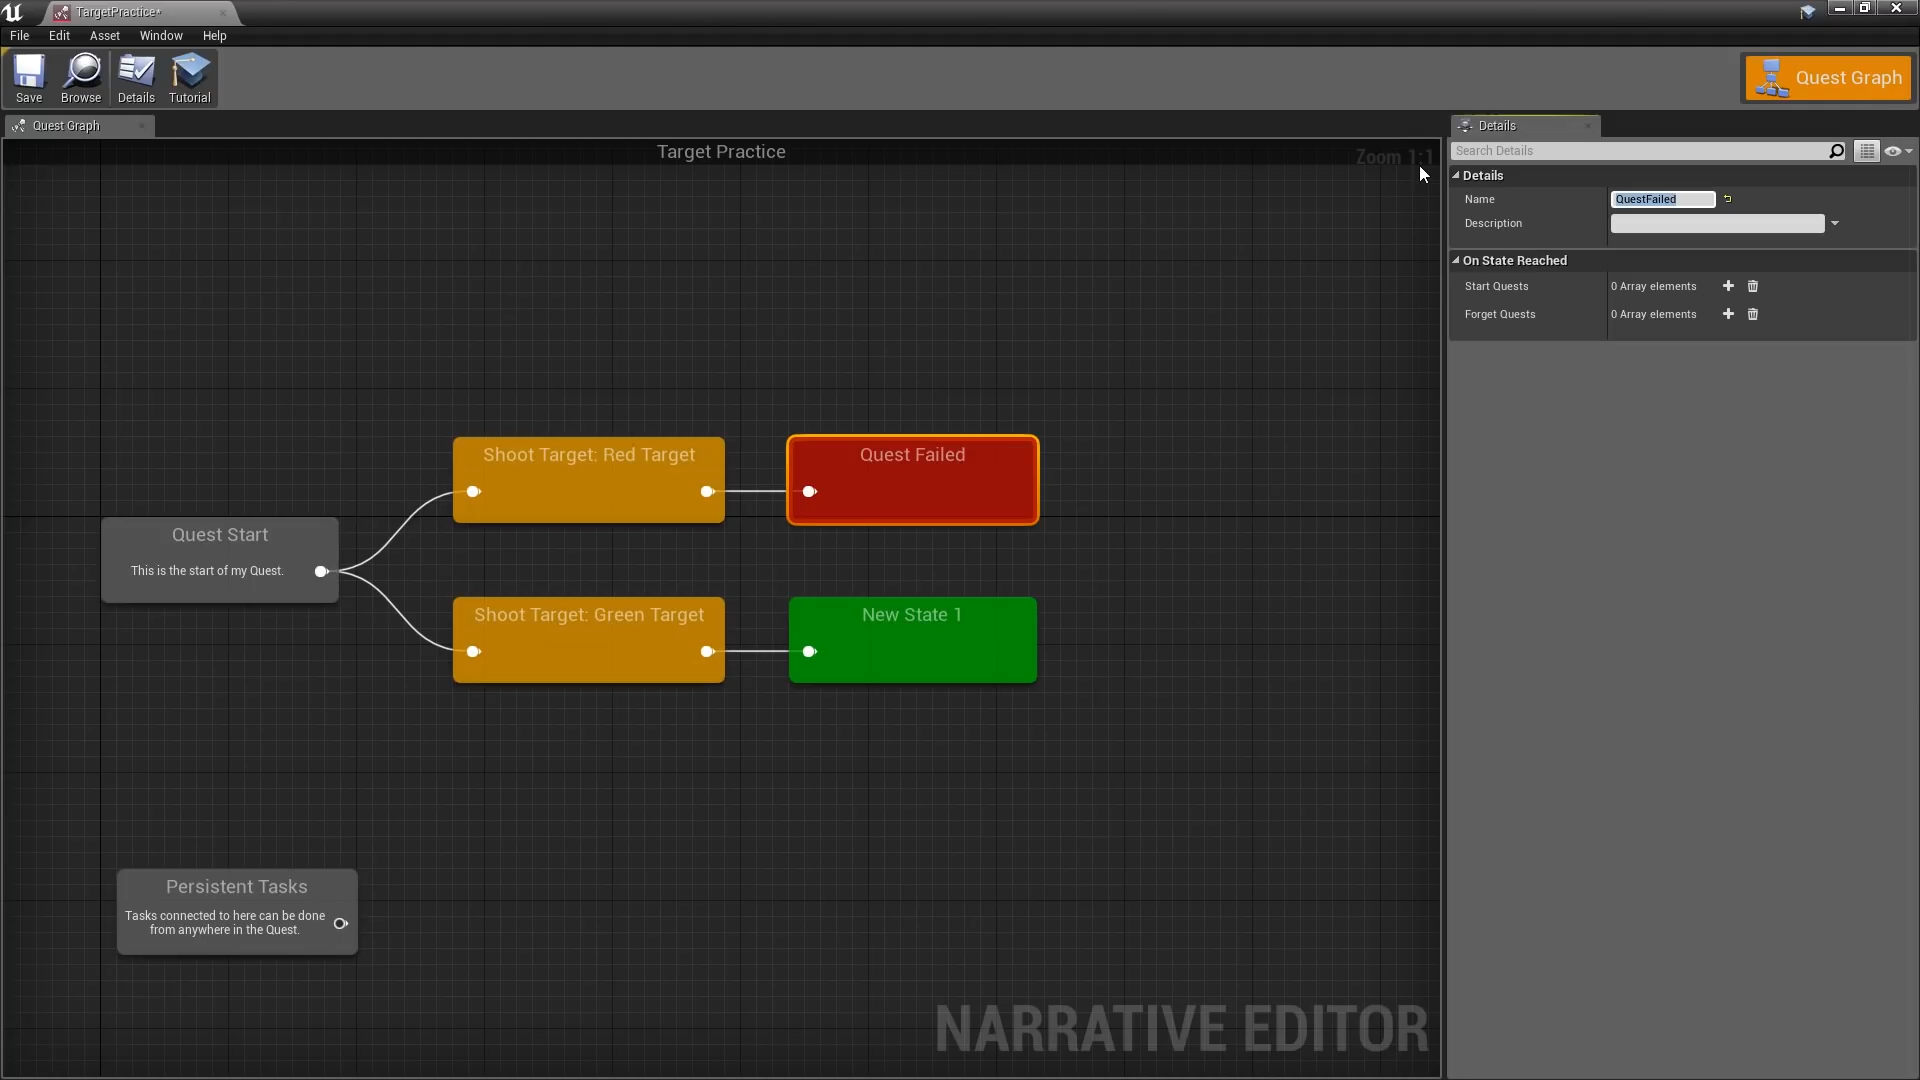 TargetPractice*
File Edit Asset Window Help
Save Browse Details Tutorial
Quest Graph
Quest Graph
Target Practice
Zoom 1:1
Quest Start
This is the start of my Quest.
Shoot Target: Red Target
Quest Failed
Shoot Target: Green Target
New State 1
Persistent Tasks
Tasks connected to here can be done
from anywhere in the Quest.
NARRATIVE EDITOR
Details
Search Details
Details
Name QuestFailed
Description
On State Reached
Start Quests 0 Array elements
Forget Quests 0 Array elements